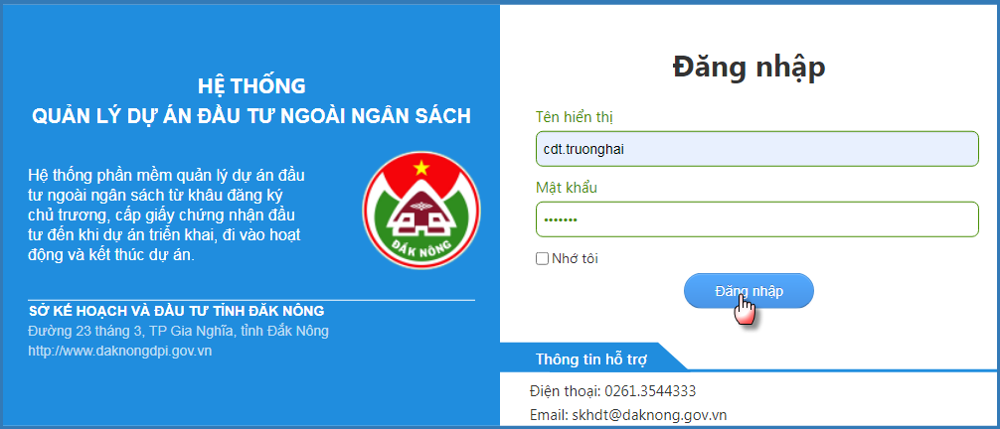 HỆ THỐNG
QUẢN LÝ DỰ ÁN ĐẦU TƯ NGOÀI NGÂN SÁCH
Hệ thống phần mềm quản lý dự án đầu
tư ngoài ngân sách từ khâu đăng ký
chủ trương, cấp giấy chứng nhận đầu
tư đến khi dự án triển khai, đi vào hoạt
động và kết thúc dự án.
ĐẮK NÔNG
SỞ KẾ HOẠCH VÀ ĐẦU TƯ TỈNH ĐĂK NÔNG
Đường 23 tháng 3, TP Gia Nghĩa, tỉnh Đắk Nông
http://www.daknongdpi.gov.vn
Đăng nhập
Tên hiển thị
cdt.truonghai
Mật khẩu
•••••••
Nhớ tôi
Đăng nhập
Thông tin hỗ trợ
Điện thoại: 0261.3544333
Email: skhdt@daknong.gov.vn